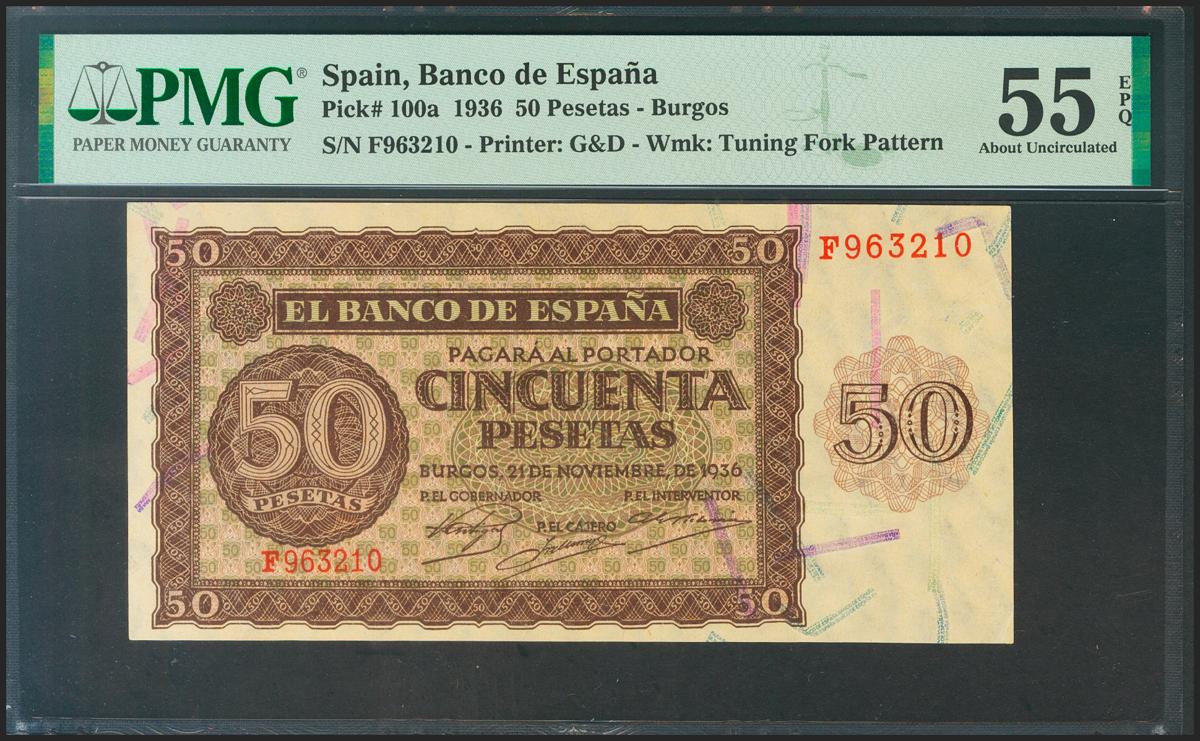 PMG®
PAPER MONEY GUARANTY
Spain, Banco de España
Pick# 100a 1936 50 Pesetas - Burgos
S/N F963210 - Printer: G&D - Wmk: Tuning Fork Pattern
55 EPQ
About Uncirculated
50 50
F963210
EL BANCO DE ESPAÑA
PAGARÁ AL PORTADOR
CINCUENTA
PESETAS
50
PESETAS
50
BURGOS, 21 DE NOVIEMBRE, DE 1936
P. EL GOBERNADOR P. EL INTERVENTOR
P. EL CAJERO
F963210
50 50